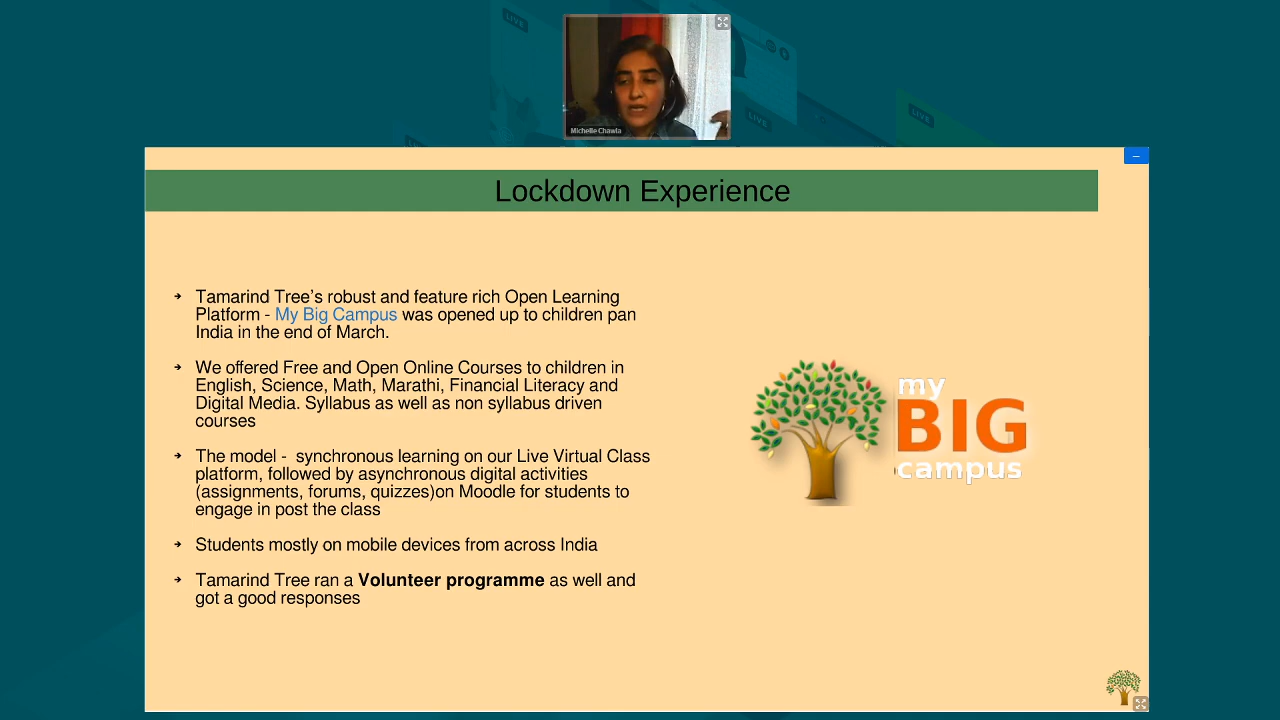 LIVE
LIVE
LIVE
LIVE
Michelle Chawla
Lockdown Experience
Tamarind Tree's robust and feature rich Open Learning
Platform - My Big Campus was opened up to children pan
India in the end of March.
We offered Free and Open Online Courses to children in
English, Science, Math, Marathi, Financial Literacy and
Digital Media. Syllabus as well as non syllabus driven
courses
The model -  synchronous learning on our Live Virtual Class
platform, followed by asynchronous digital activities
(assignments, forums, quizzes)on Moodle for students to
engage in post the class
Students mostly on mobile devices from across India
Tamarind Tree ran a Volunteer programme as well and
got a good responses
my
BIG
campus